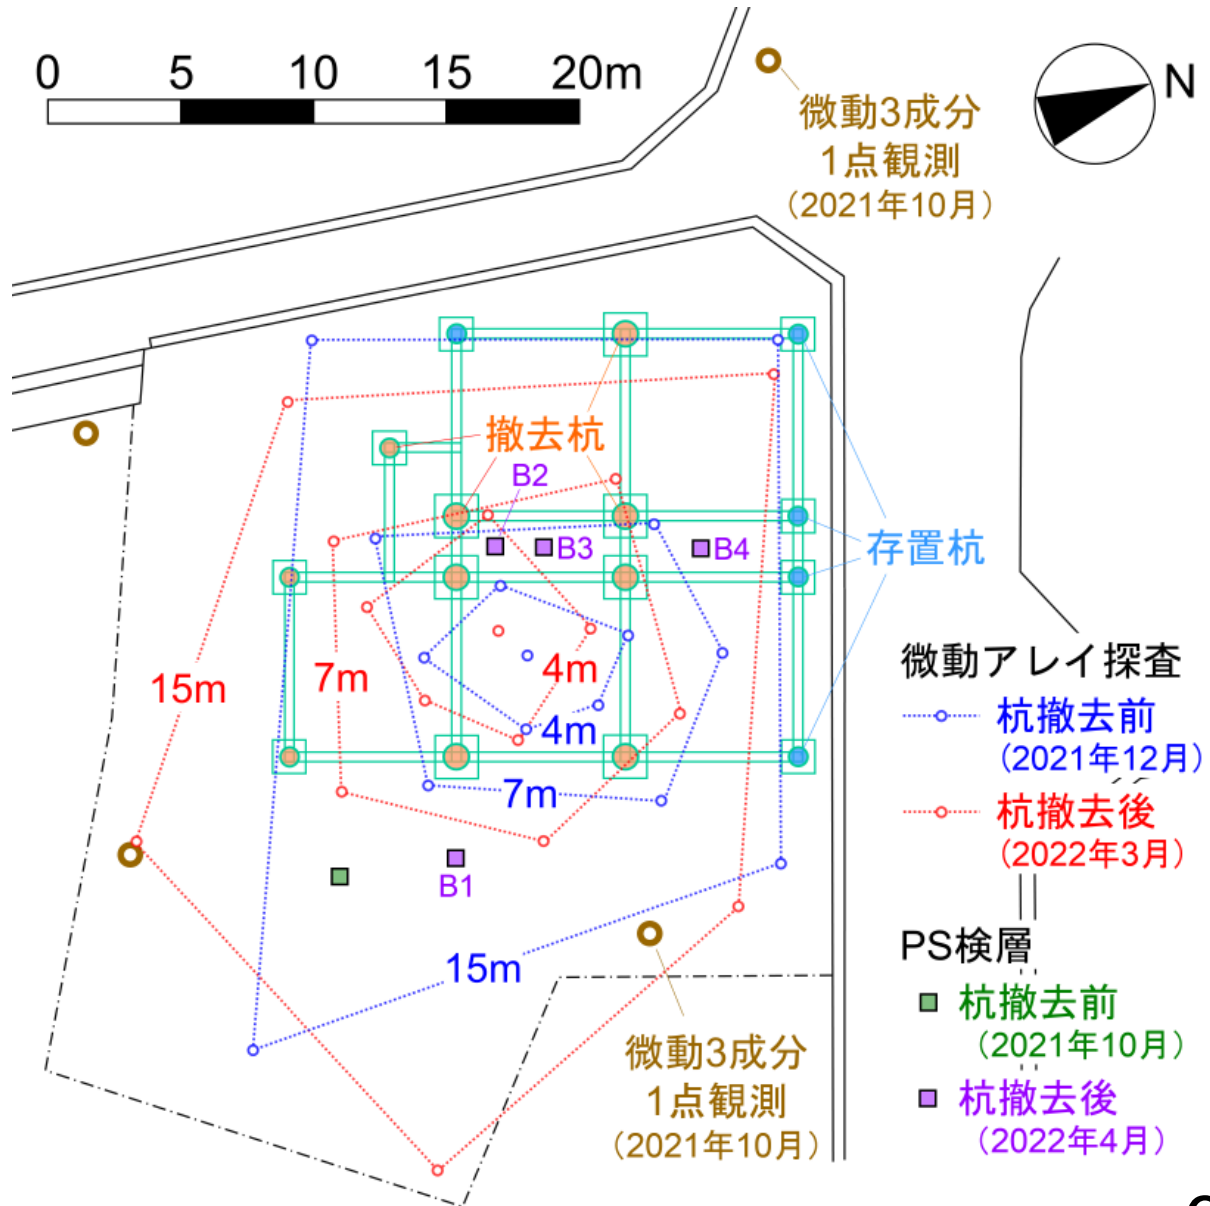 0 5 10 15 20m
N
微動3成分
1点観測
(2021年10月)
撤去杭
B2
B3
B4
存置杭
15m
7m
4m
4m
7m
B1
15m
微動アレイ探査
杭撤去前
(2021年12月)
杭撤去後
(2022年3月)
PS検層
杭撤去前
(2021年10月)
杭撤去後
(2022年4月)
微動3成分
1点観測
(2021年10月)